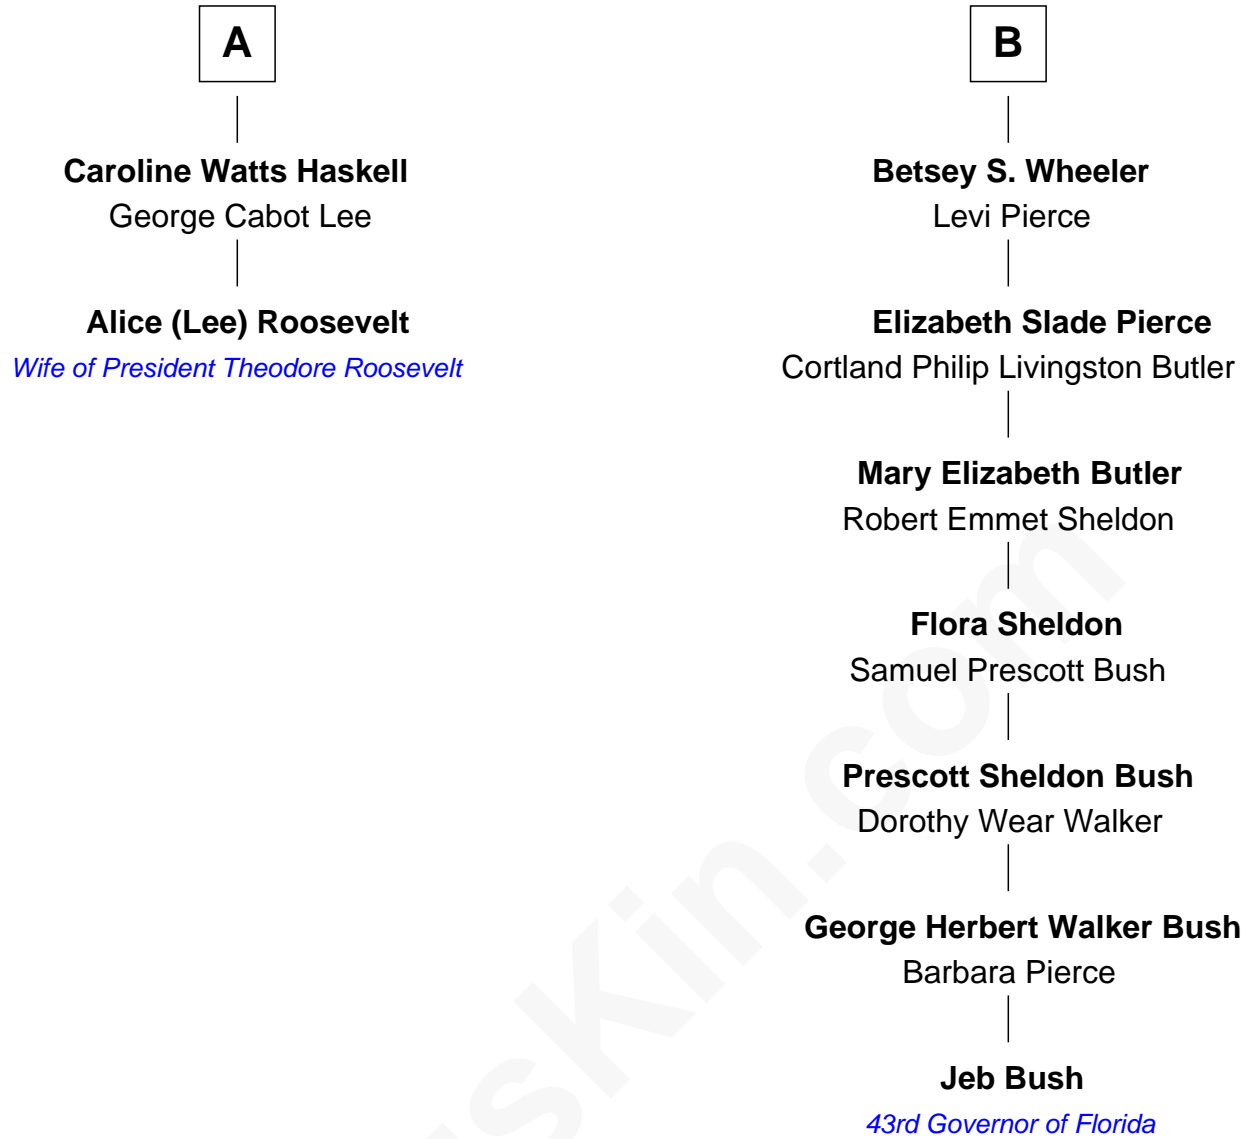 A
Caroline Watts Haskell
George Cabot Lee
Alice (Lee) Roosevelt
Wife of President Theodore Roosevelt
B
Betsey S. Wheeler
Levi Pierce
Elizabeth Slade Pierce
Cortland Philip Livingston Butler
Mary Elizabeth Butler
Robert Emmet Sheldon
Flora Sheldon
Samuel Prescott Bush
Prescott Sheldon Bush
Dorothy Wear Walker
George Herbert Walker Bush
Barbara Pierce
Jeb Bush
43rd Governor of Florida
sKin.com